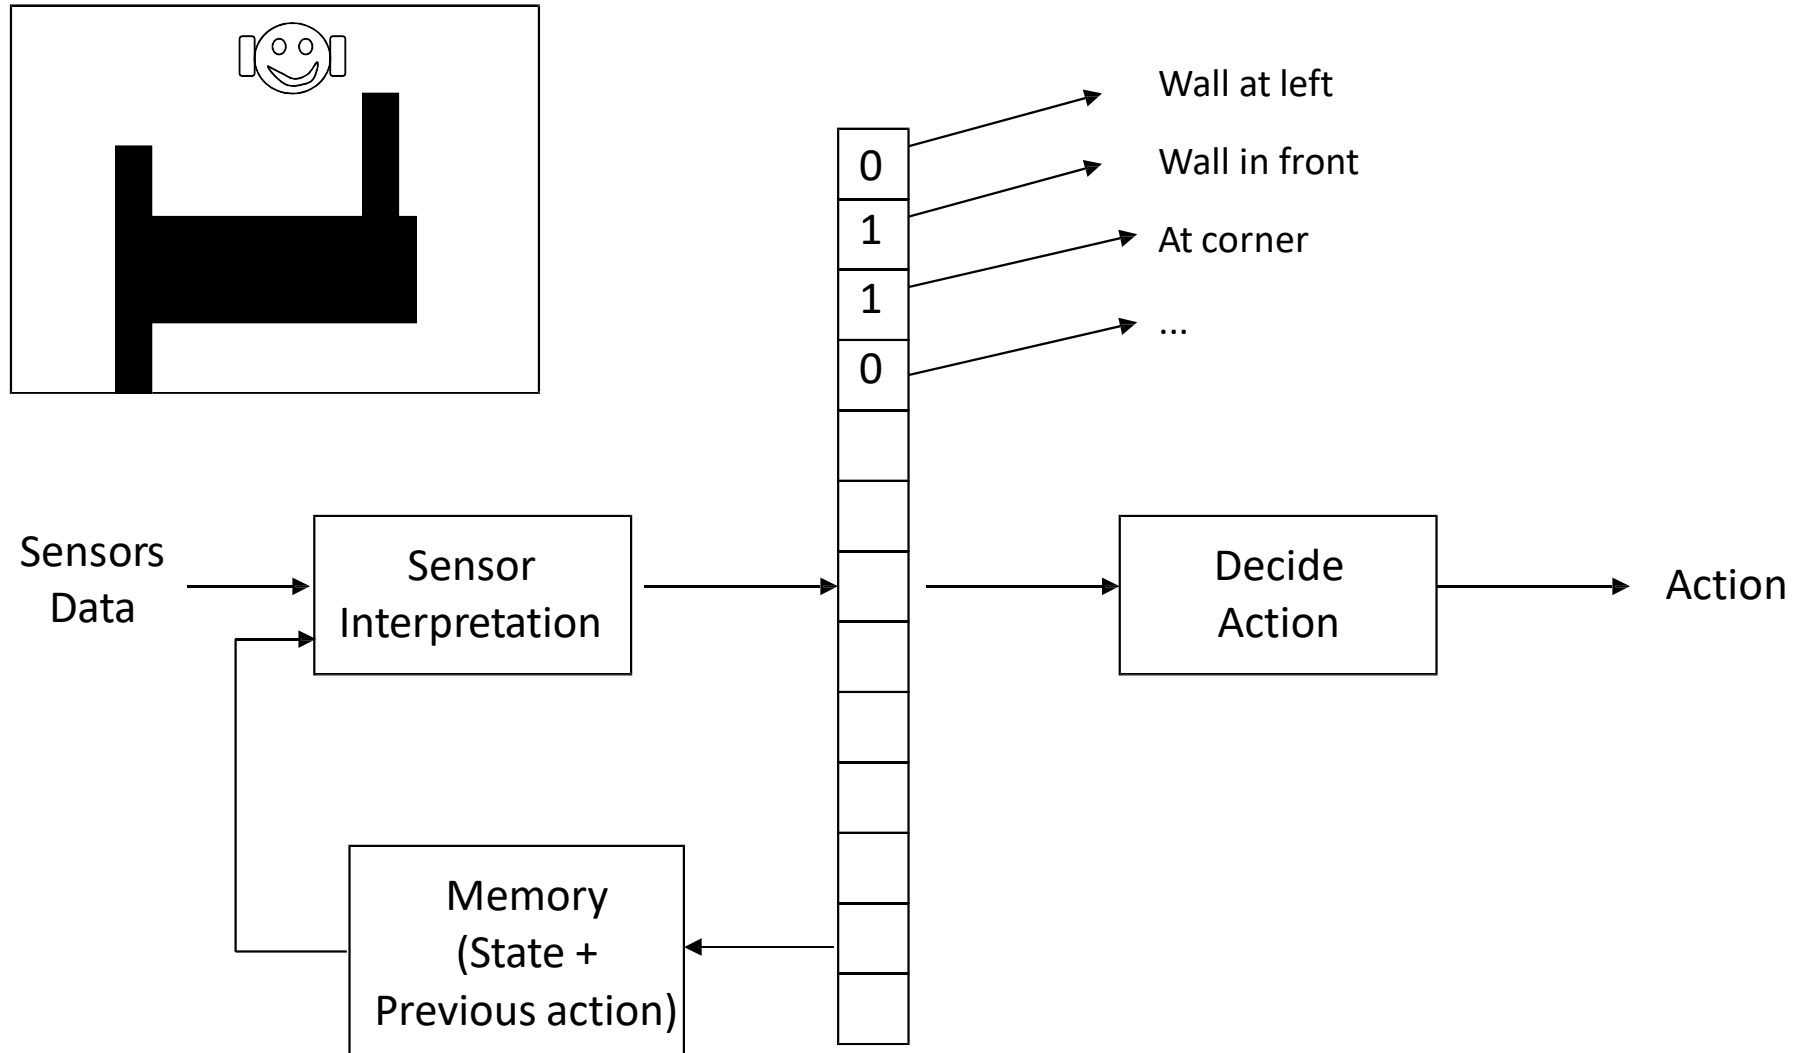 Wall at left
0
Wall in front
1
At corner
1
...
0
Sensors
Data
Sensor
Interpretation
Decide
Action
Action
Memory
(State +
Previous action)